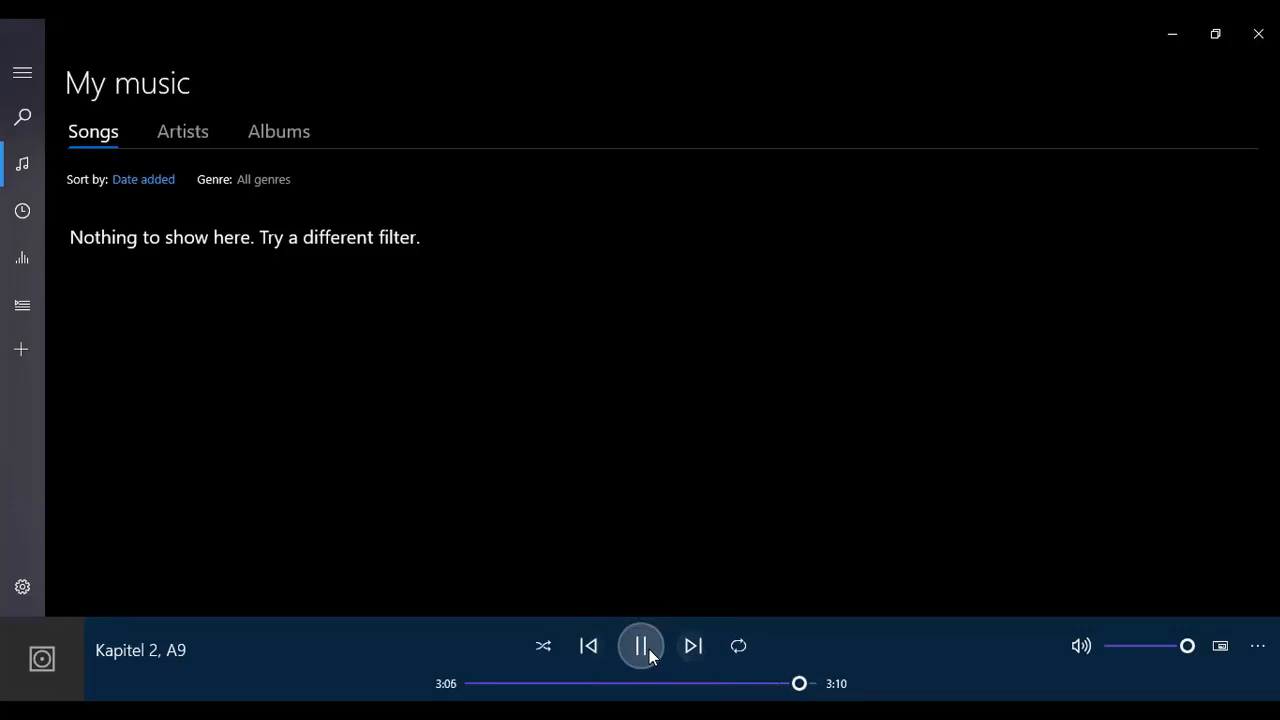 My music
Songs Artists Albums
Sort by: Date added Genre: All genres
Nothing to show here. Try a different filter.
Kapitel 2, A9
3:06 3:10